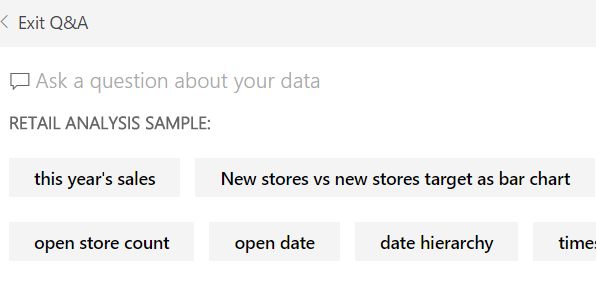 Exit Q&A
Ask a question about your data
RETAIL ANALYSIS SAMPLE:
this year's sales New stores vs new stores target as bar chart
open store count open date date hierarchy